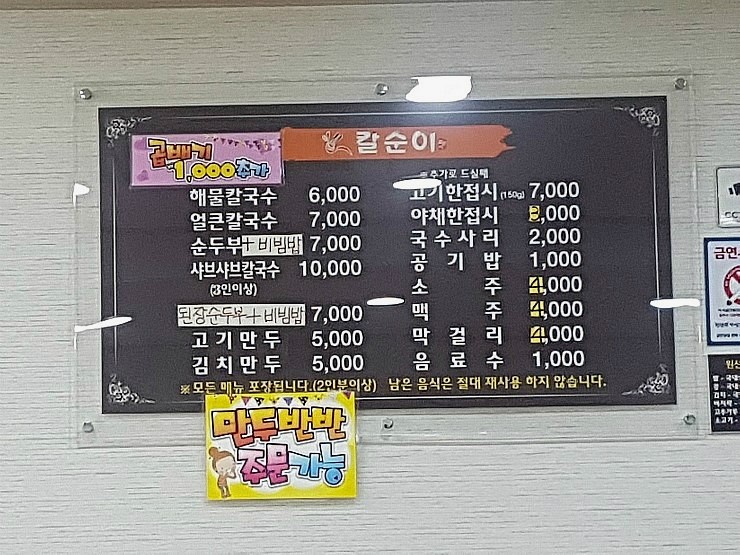 곱빼기
1,000추가
칼순이
해물칼국수 6,000
얼큰칼국수 7,000
순두부+비빔밥 7,000
샤브샤브칼국수 10,000
(2인이상)
된장순두부+비빔밥 7,000
고기만두 5,000
김치만두 5,000
※추가로 드실때
고기한접시 (150g) 7,000
야채한접시 3,000
국수사리 2,000
공기밥 1,000
소주 4,000
맥주 4,000
막걸리 4,000
음료수 1,000
※모든 메뉴 포장됩니다.(2인분이상) 남은 음식은 절대 재사용 하지 않습니다.
만두반반
주문가능
금연